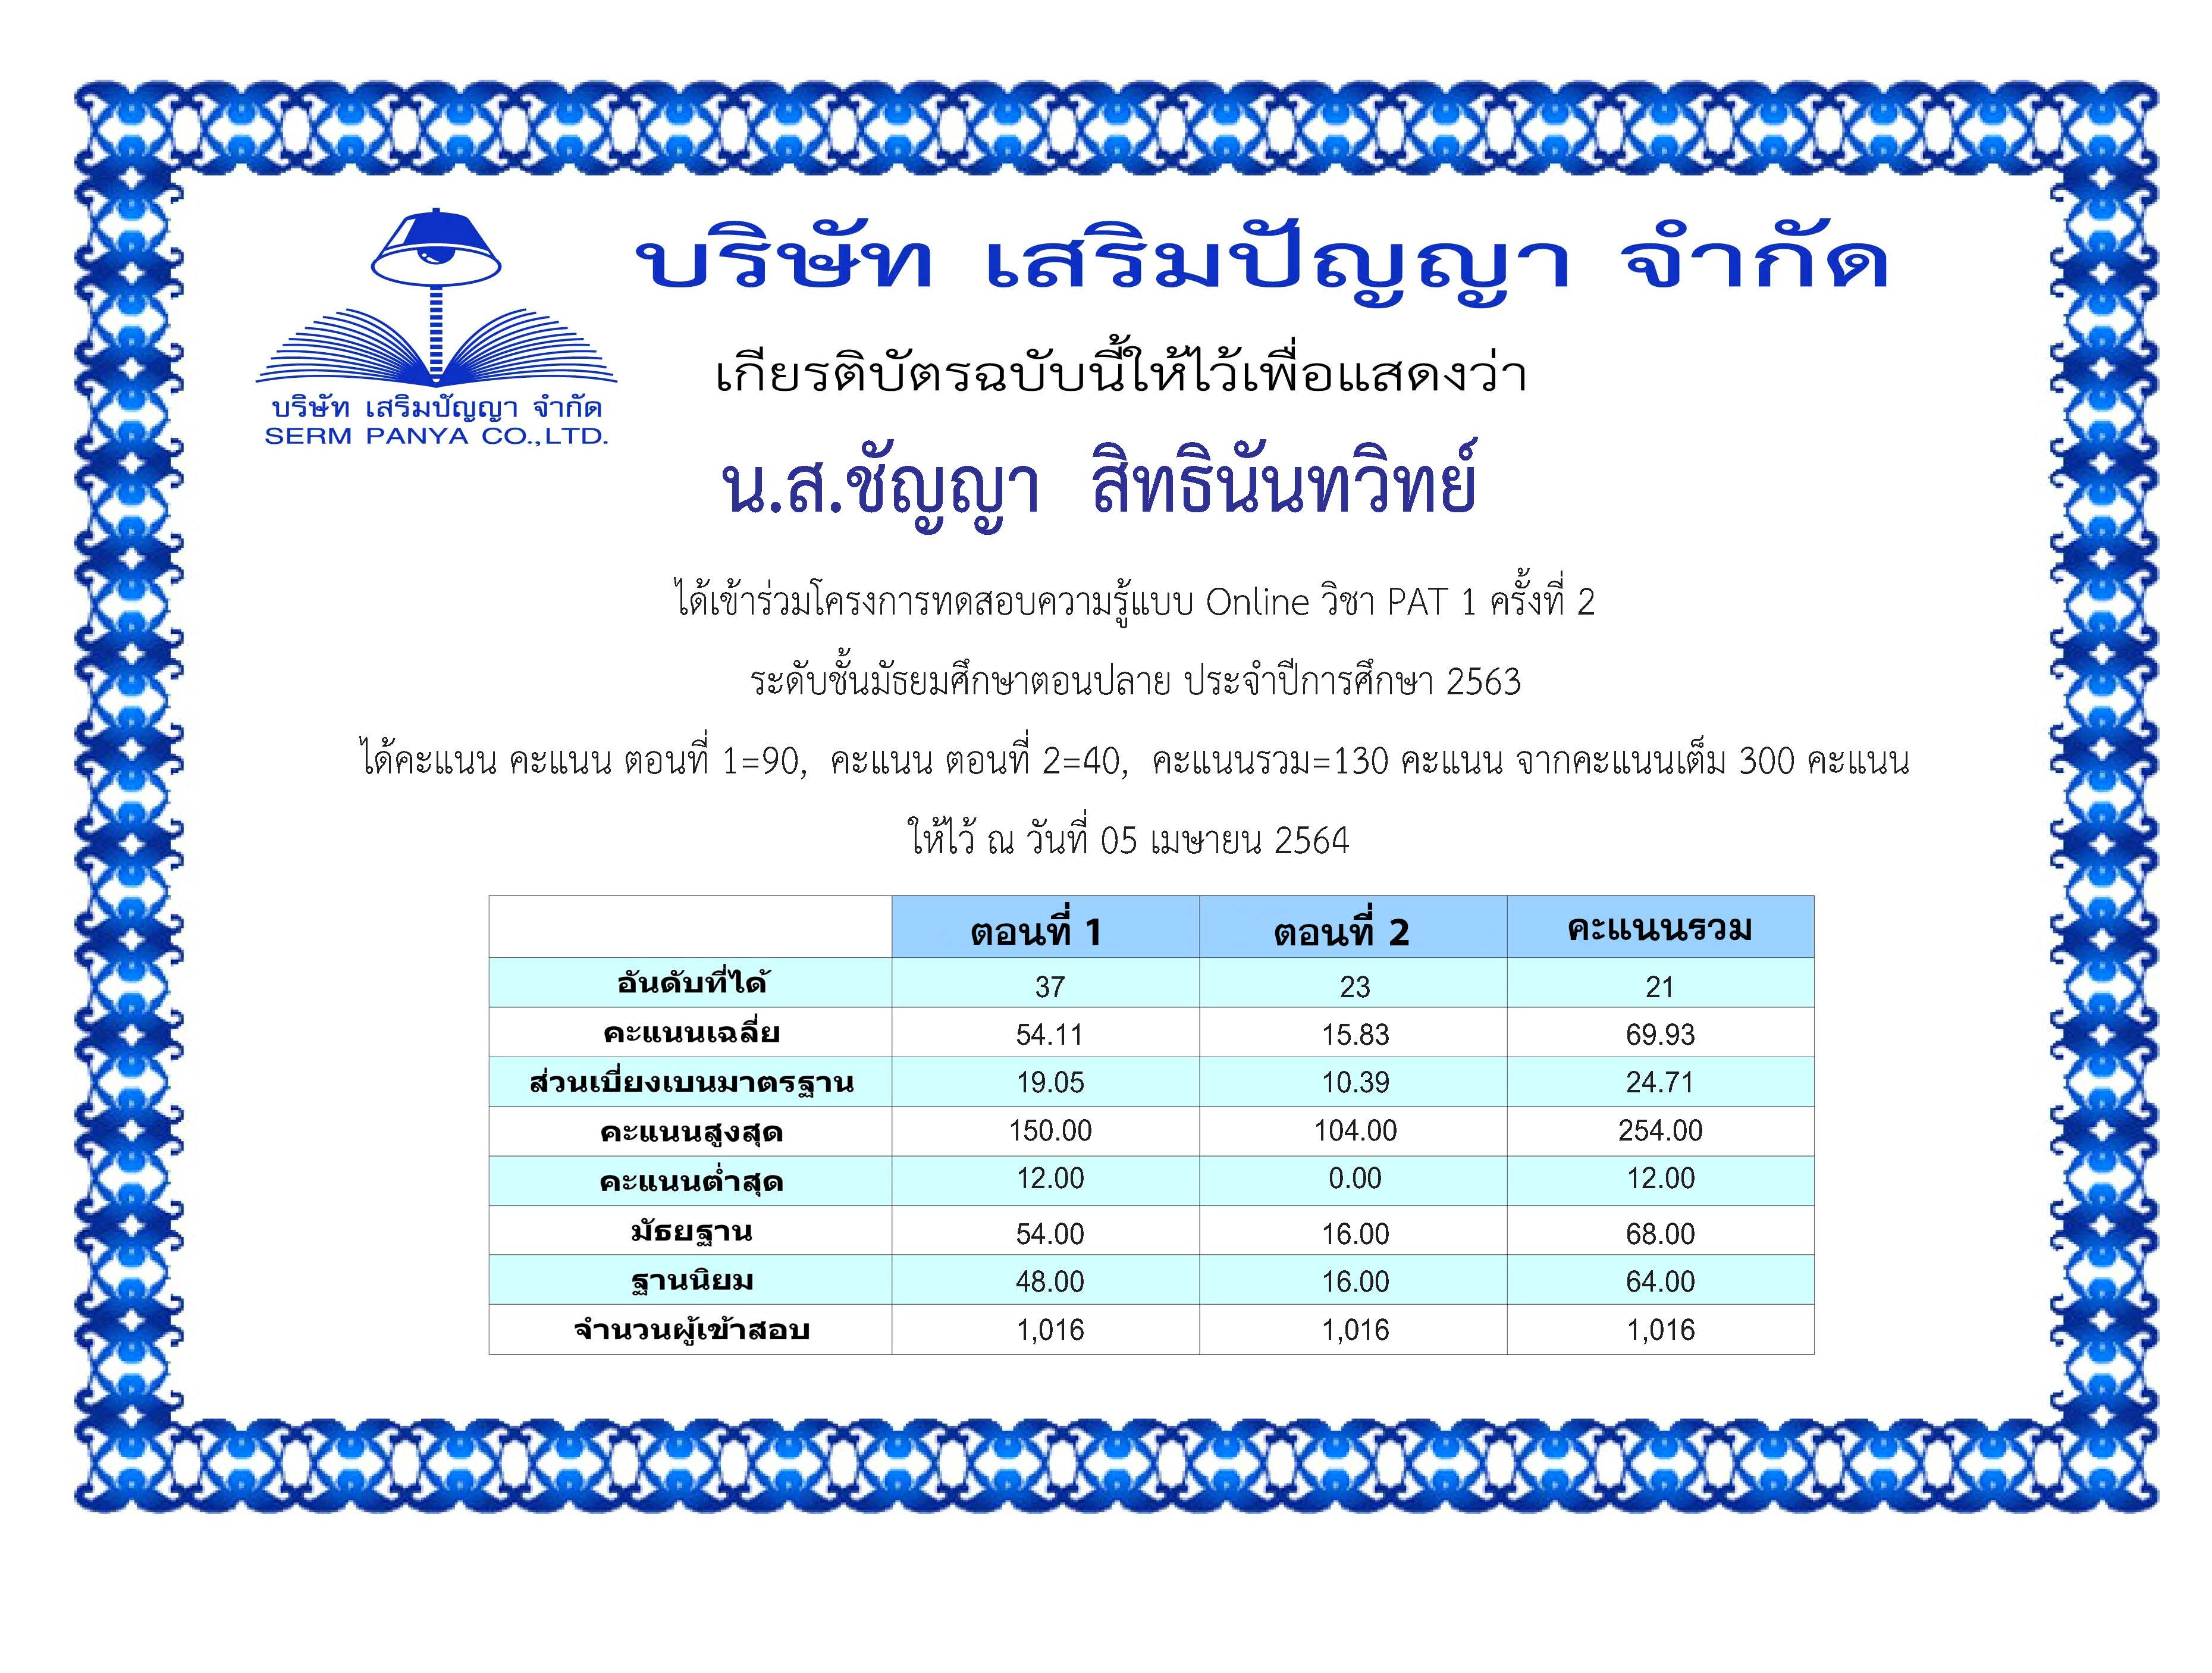 บริษัท เสริมปัญญา จำกัด
บริษัท เสริมปัญญา จำกัด
SERM PANYA CO.,LTD.
เกียรติบัตรฉบับนี้ให้ไว้เพื่อแสดงว่า
น.ส.ชัญญา สิทธินันทวิทย์
ได้เข้าร่วมโครงการทดสอบความรู้แบบ Online วิชา PAT 1 ครั้งที่ 2
ระดับชั้นมัธยมศึกษาตอนปลาย ประจำปีการศึกษา 2563
ได้คะแนน คะแนน ตอนที่ 1=90, คะแนน ตอนที่ 2=40, คะแนนรวม=130 คะแนน จากคะแนนเต็ม 300 คะแนน
ให้ไว้ ณ วันที่ 05 เมษายน 2564
ตอนที่ 1 ตอนที่ 2 คะแนนรวม
อันดับที่ได้ 37 23 21
คะแนนเฉลี่ย 54.11 15.83 69.93
ส่วนเบี่ยงเบนมาตรฐาน 19.05 10.39 24.71
คะแนนสูงสุด 150.00 104.00 254.00
คะแนนต่ำสุด 12.00 0.00 12.00
มัธยฐาน 54.00 16.00 68.00
ฐานนิยม 48.00 16.00 64.00
จำนวนผู้เข้าสอบ 1,016 1,016 1,016